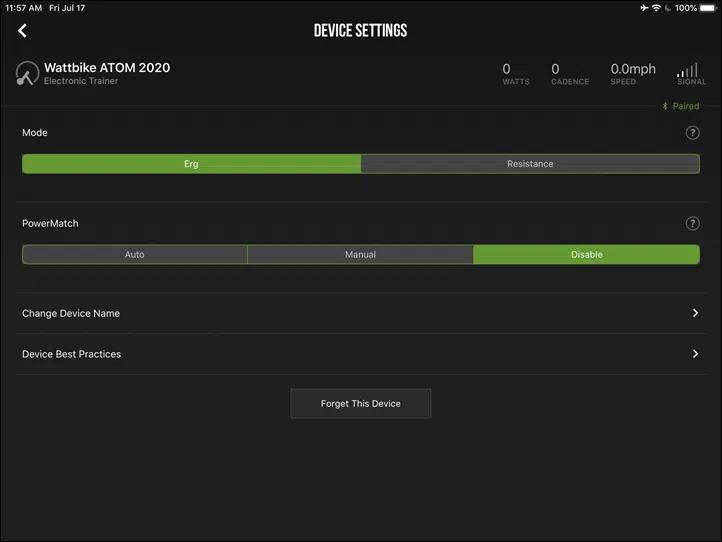 11:57 AM Fri Jul 17 100%
DEVICE SETTINGS
Wattbike ATOM 2020
Electronic Trainer
0 0 0.0mph
WATTS CADENCE SPEED SIGNAL
Paired
Mode ?
Erg Resistance
PowerMatch ?
Auto Manual Disable
Change Device Name
Device Best Practices
Forget This Device